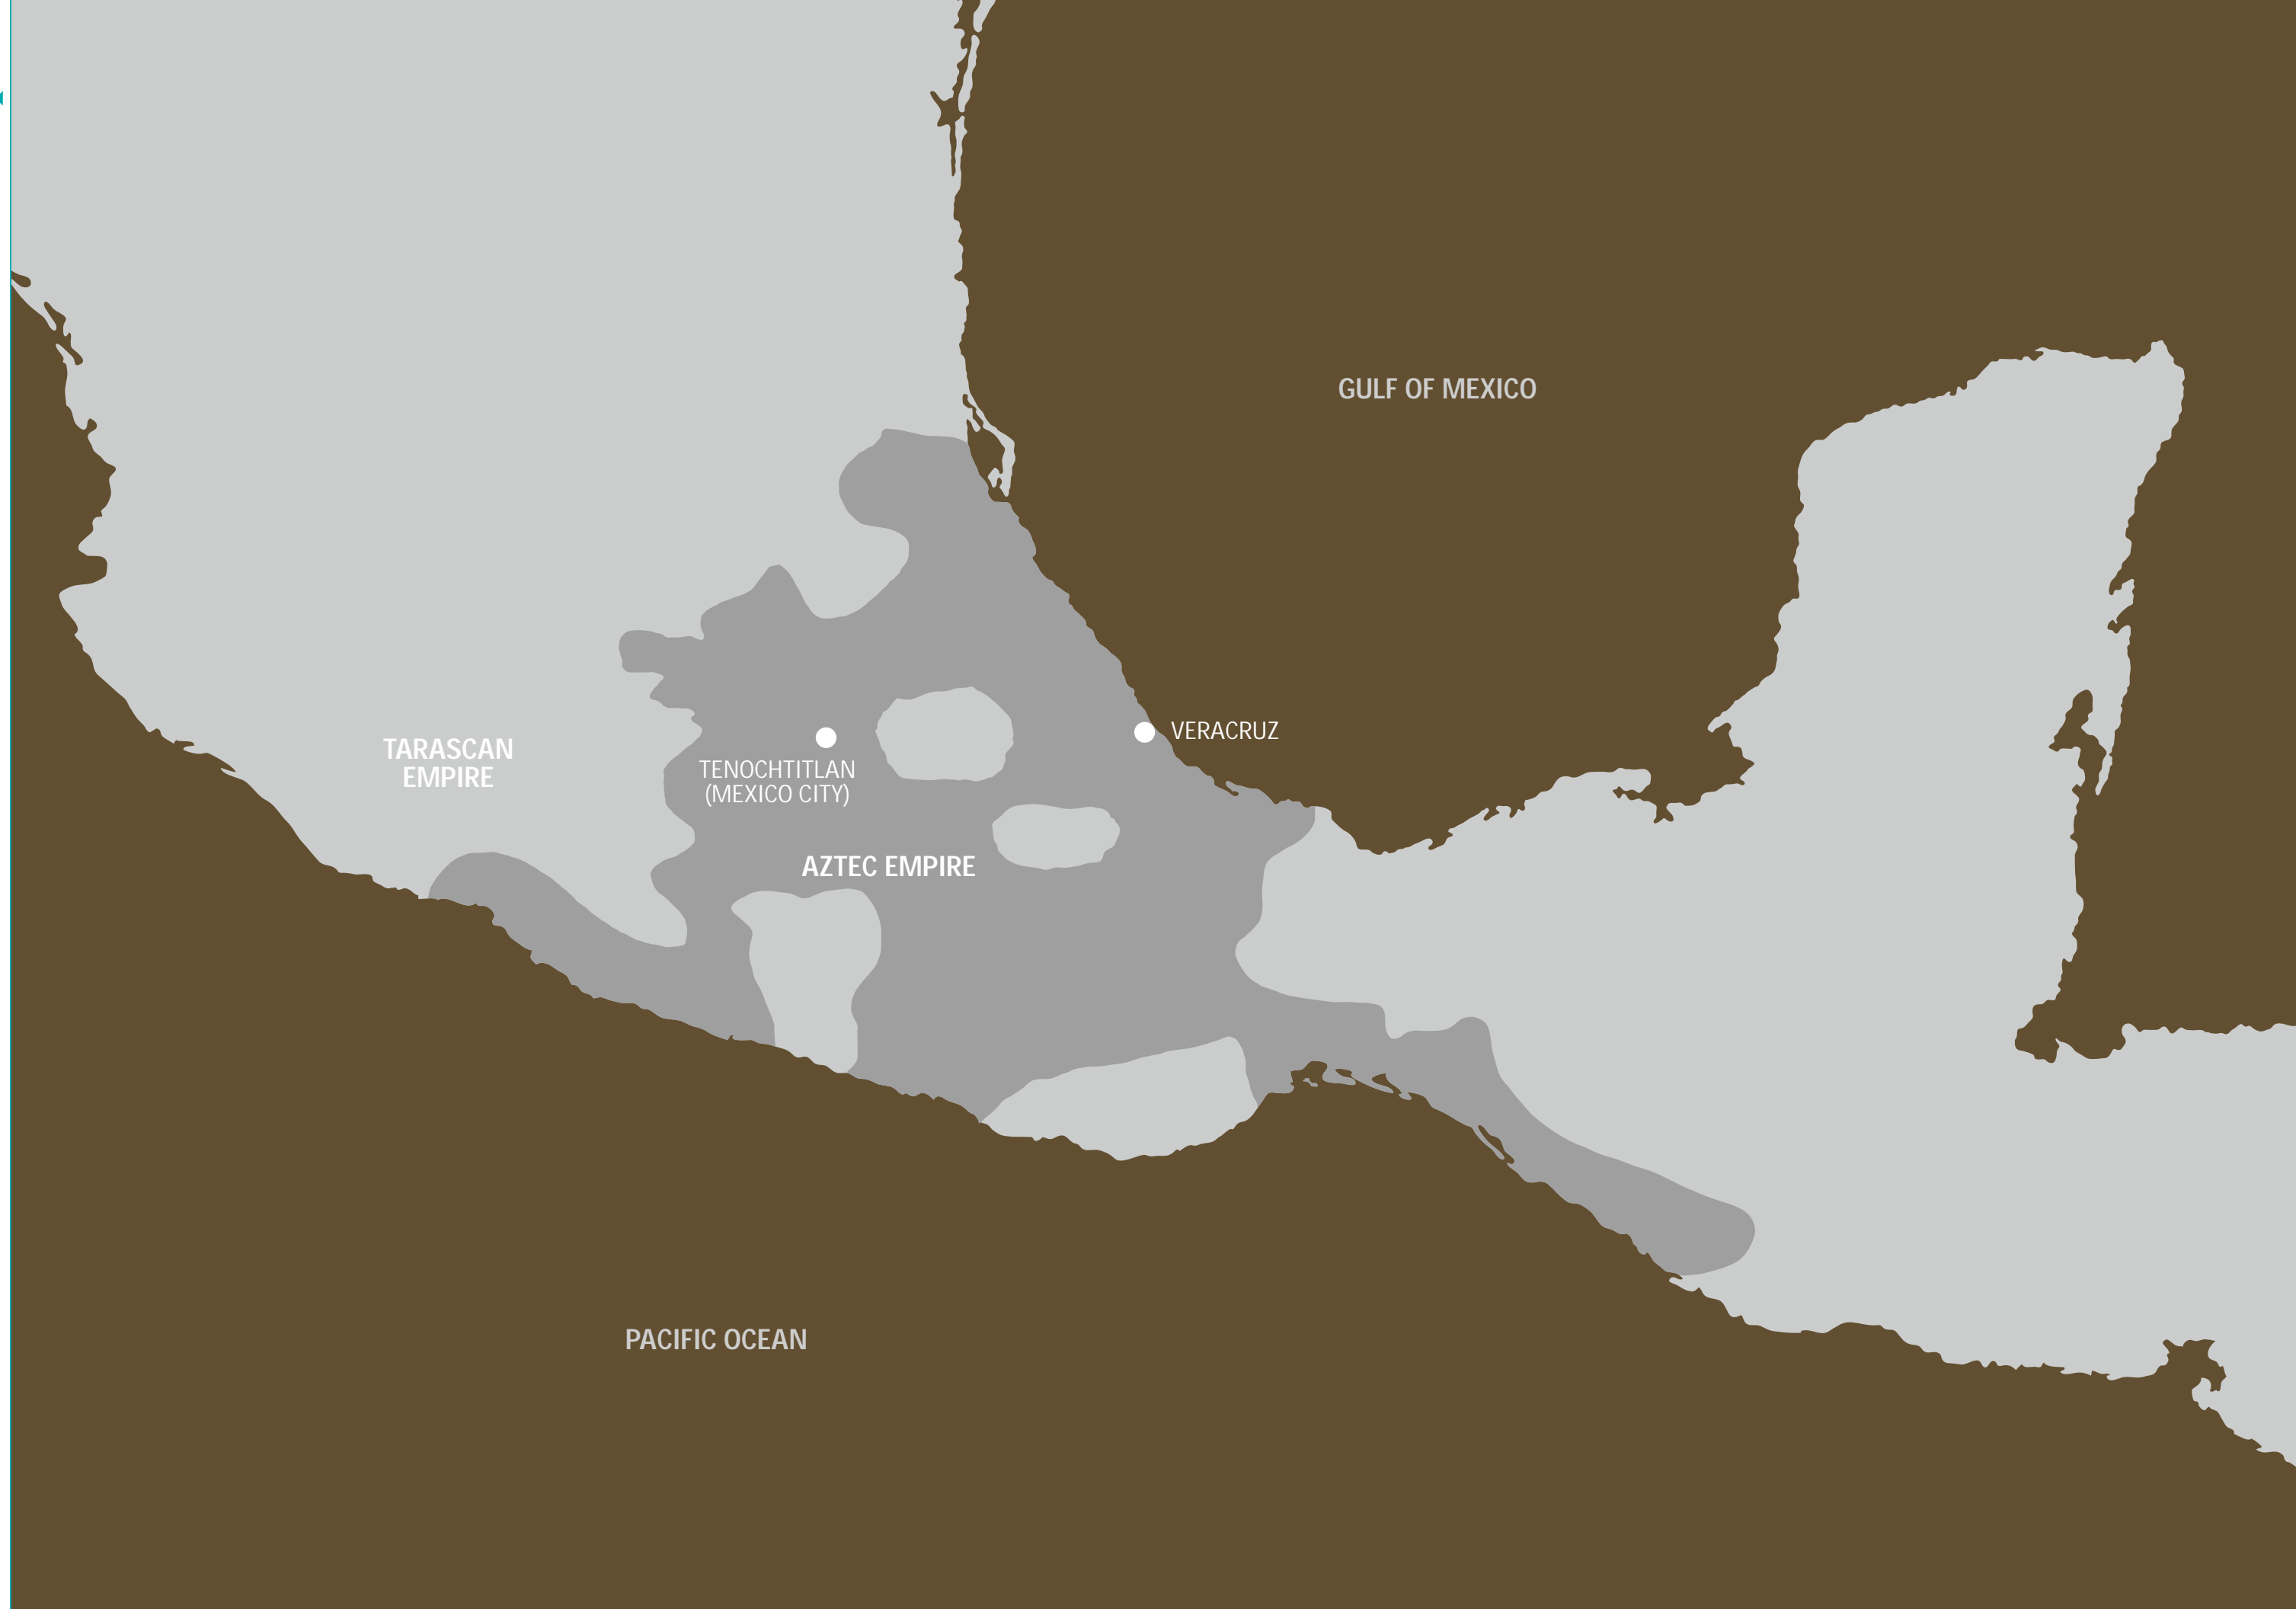 GULF OF MEXICO
TARASCAN
EMPIRE
VERACRUZ
TENOCHTITLAN
(MEXICO CITY)
AZTEC EMPIRE
PACIFIC OCEAN